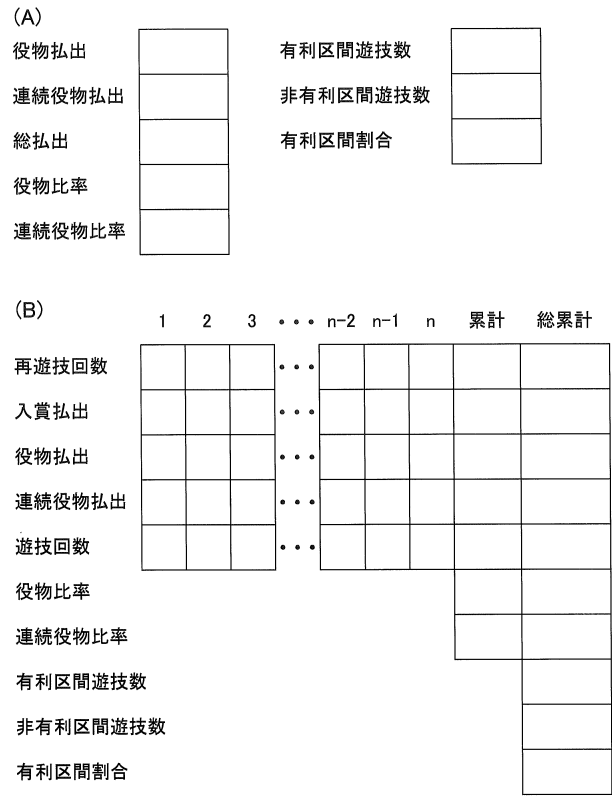 (A)
役物払出 有利区間遊技数
連続役物払出 非有利区間遊技数
総払出 有利区間割合
役物比率
連続役物比率
(B)
1 2 3 ・・・ n-2 n-1 n 累計 総累計
再遊技回数 ・・・
入賞払出 ・・・
役物払出 ・・・
連続役物払出 ・・・
遊技回数 ・・・
役物比率
連続役物比率
有利区間遊技数
非有利区間遊技数
有利区間割合